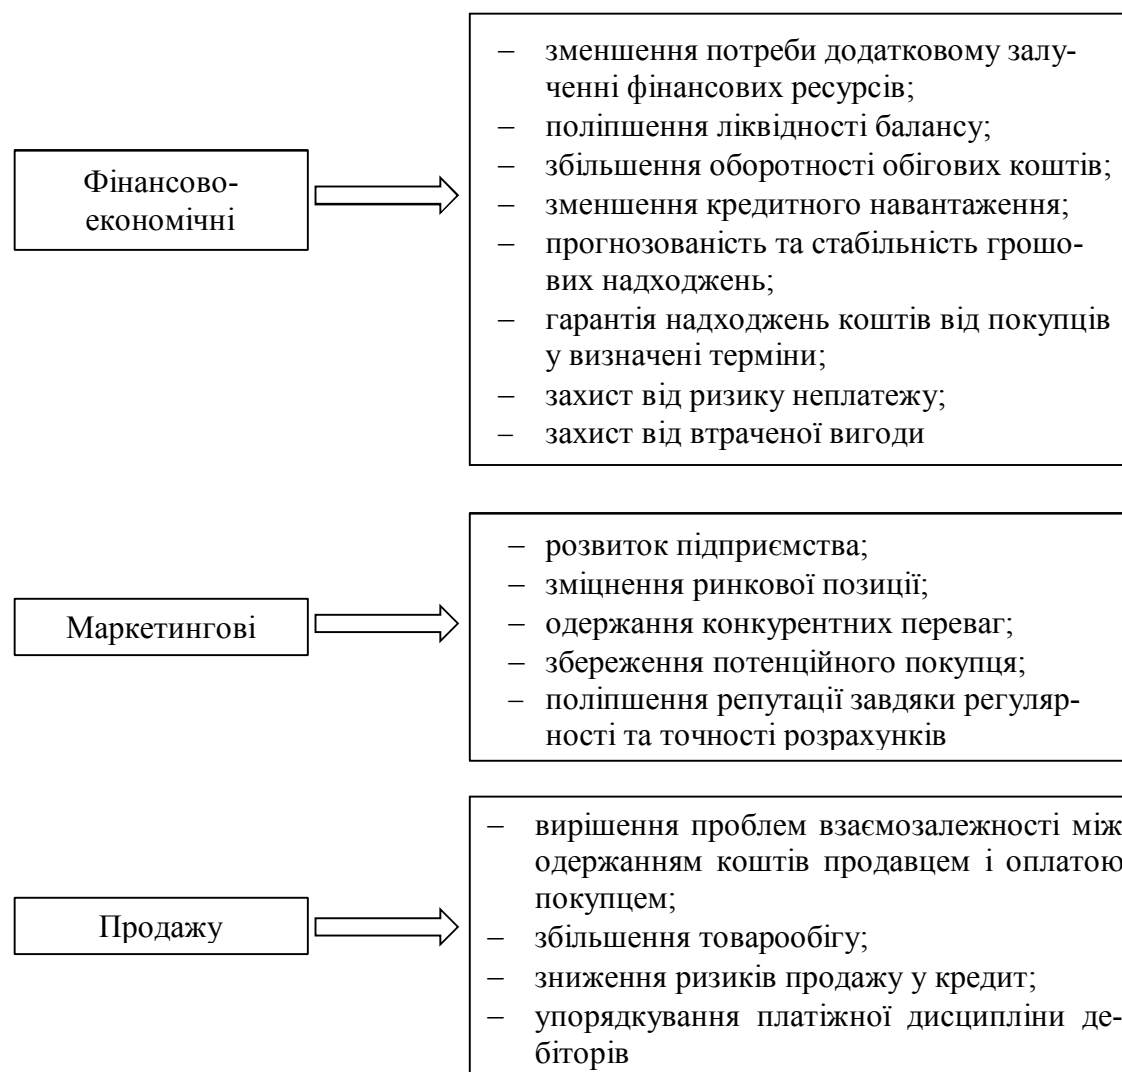 Фінансово-
економічні
– зменшення потреби додатковому залу-
ченні фінансових ресурсів;
– поліпшення ліквідності балансу;
– збільшення оборотності обігових коштів;
– зменшення кредитного навантаження;
– прогнозованість та стабільність грошо-
вих надходжень;
– гарантія надходжень коштів від покупців
у визначені терміни;
– захист від ризику неплатежу;
– захист від втраченої вигоди
Маркетингові
– розвиток підприємства;
– зміцнення ринкової позиції;
– одержання конкурентних переваг;
– збереження потенційного покупця;
– поліпшення репутації завдяки регуляр-
ності та точності розрахунків
Продажу
– вирішення проблем взаємозалежності між
одержанням коштів продавцем і оплатою
покупцем;
– збільшення товарообігу;
– зниження ризиків продажу у кредит;
– упорядкування платіжної дисципліни де-
біторів